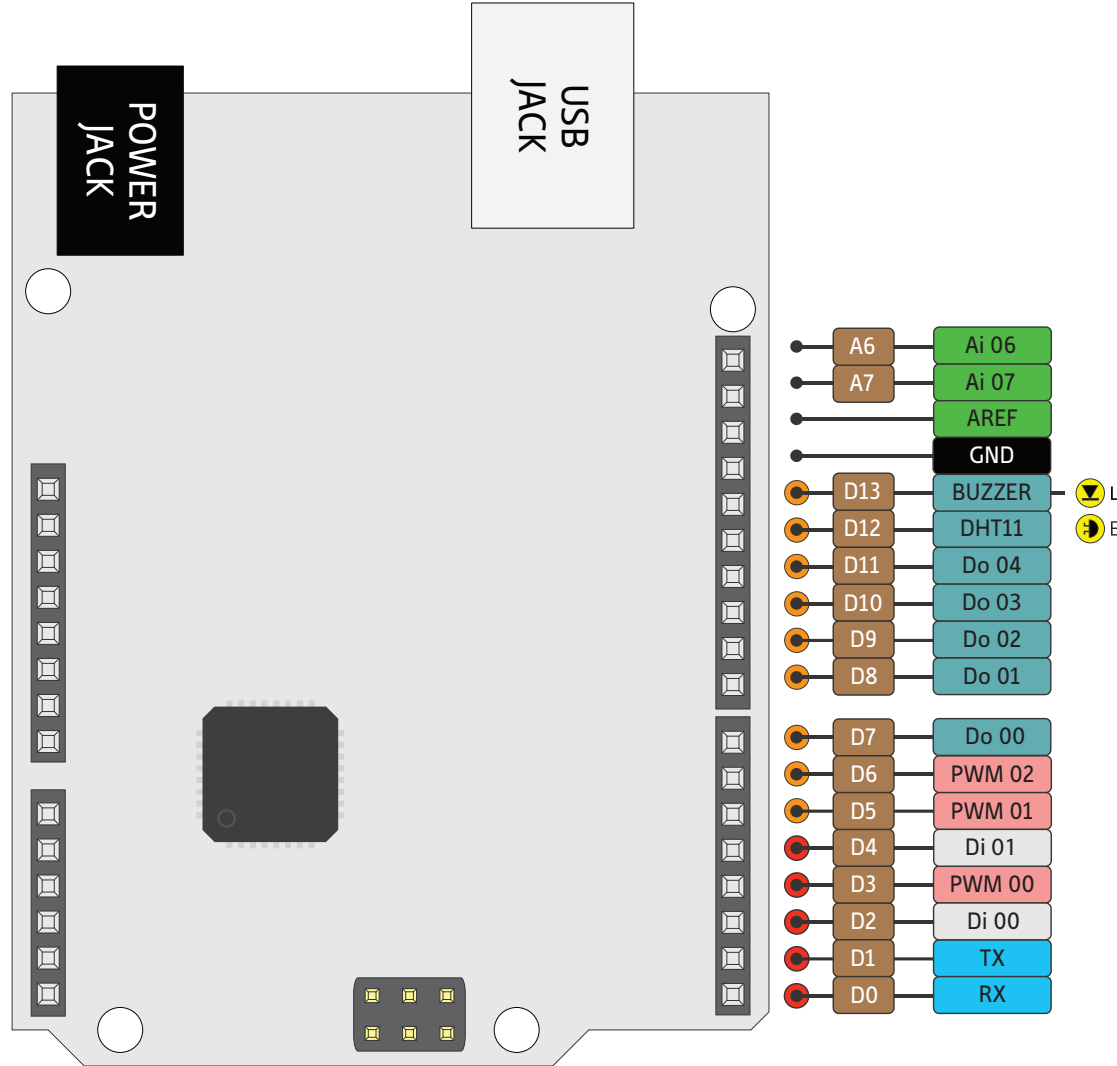 POWER
JACK
USB
JACK
A6 Ai 06
A7 Ai 07
AREF
GND
D13 BUZZER L
D12 DHT11 E
D11 Do 04
D10 Do 03
D9 Do 02
D8 Do 01
D7 Do 00
D6 PWM 02
D5 PWM 01
D4 Di 01
D3 PWM 00
D2 Di 00
D1 TX
D0 RX